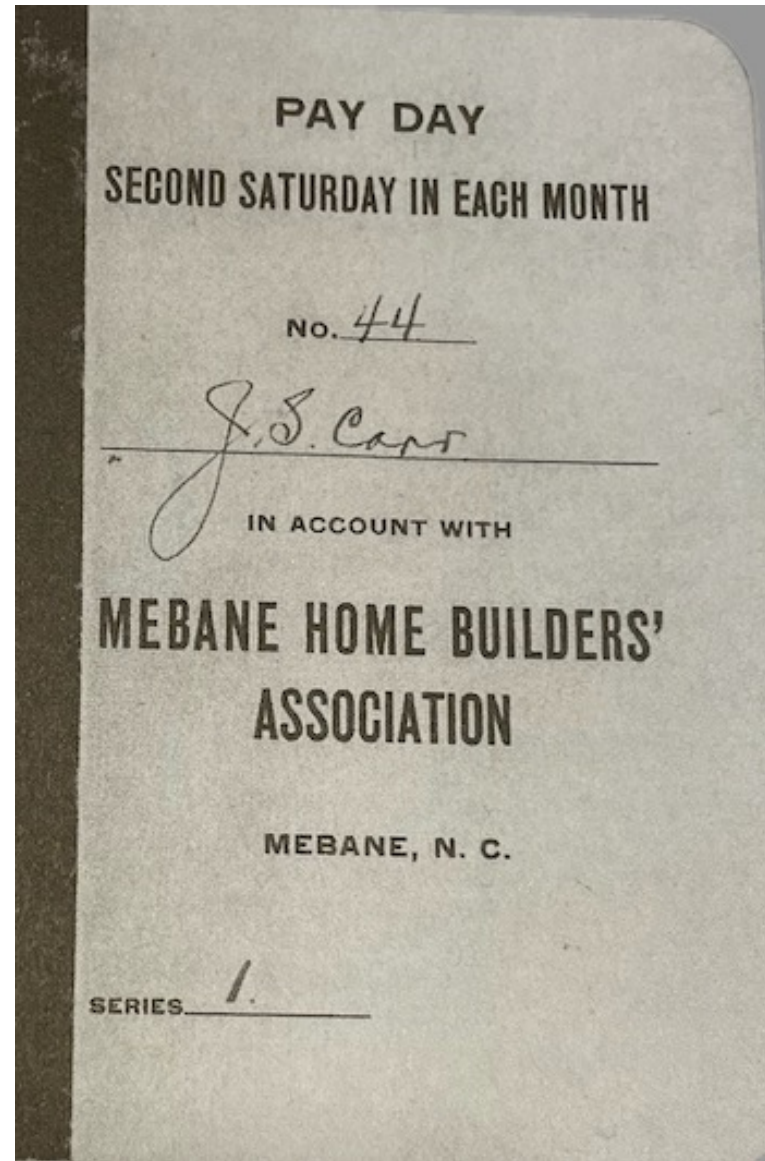 PAY DAY
SECOND SATURDAY IN EACH MONTH
No. 44
J. S. Carr
IN ACCOUNT WITH
MEBANE HOME BUILDERS'
ASSOCIATION
MEBANE, N. C.
SERIES 1.